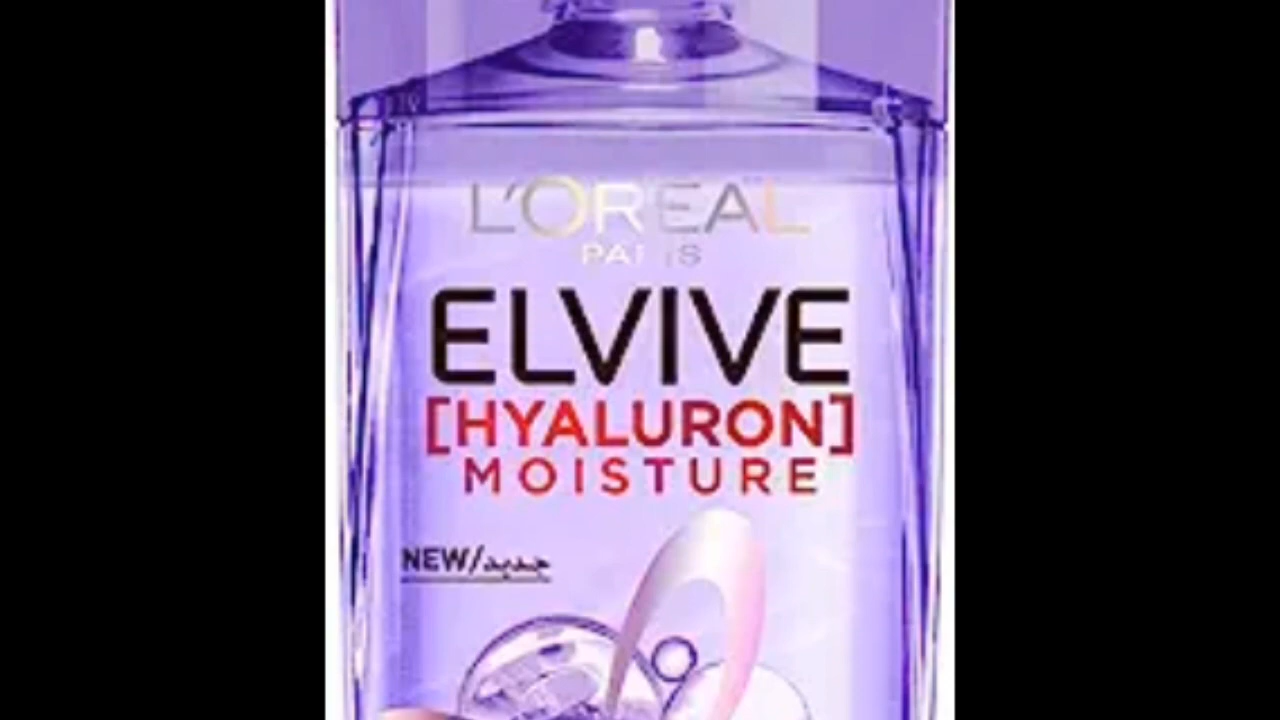 L'ORÉAL
PARIS
ELVIVE
[HYALURON]
MOISTURE
NEW/جديد